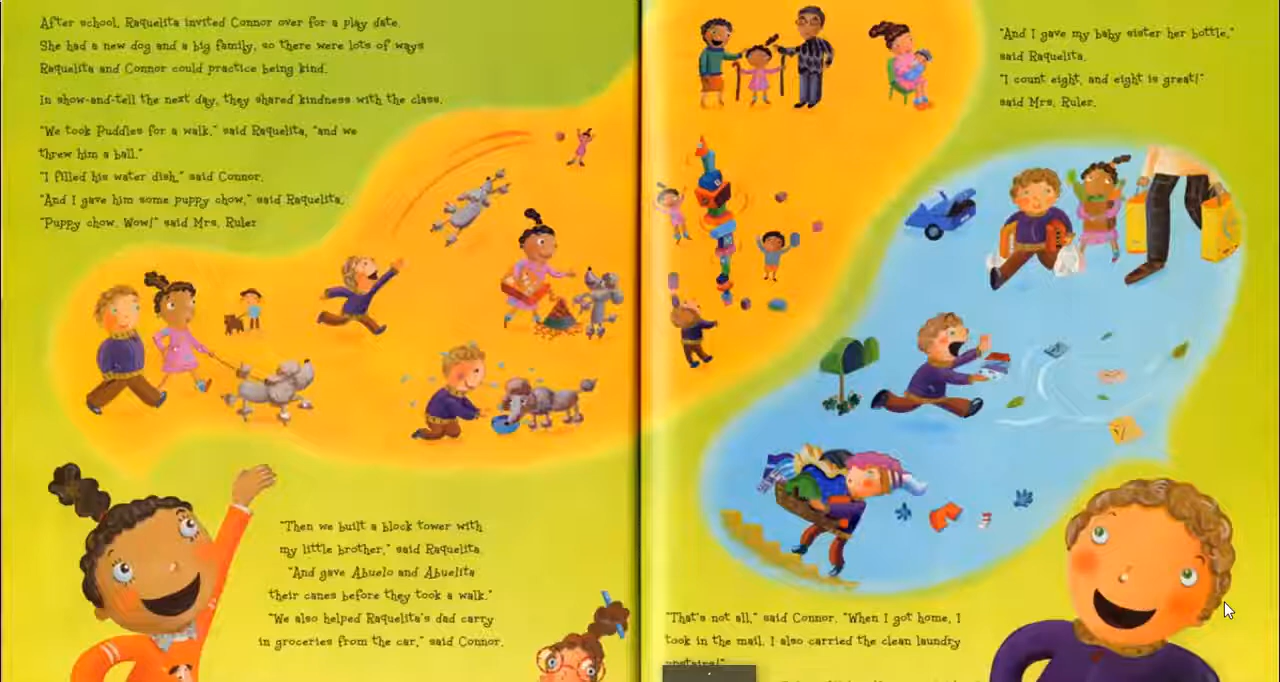 After school, Raquelita invited Connor over for a play date.
She had a new dog and a big family, so there were lots of ways
Raquelita and Connor could practice being kind.
In show-and-tell the next day, they shared kindness with the class.
"We took Puddles for a walk," said Raquelita, "and we
threw him a ball."
"I filled his water dish," said Connor.
"And I gave him some puppy chow," said Raquelita.
"Puppy chow. Wow!" said Mrs. Ruler
"Then we built a block tower with
my little brother," said Raquelita.
"And gave Abuelo and Abuelita
their canes before they took a walk."
"We also helped Raquelita's dad carry
in groceries from the car," said Connor.
"And I gave my baby sister her bottle,"
said Raquelita.
"I count eight, and eight is great!"
said Mrs. Ruler.
"That's not all," said Connor. "When I got home, I
took in the mail. I also carried the clean laundry
upstairs!"